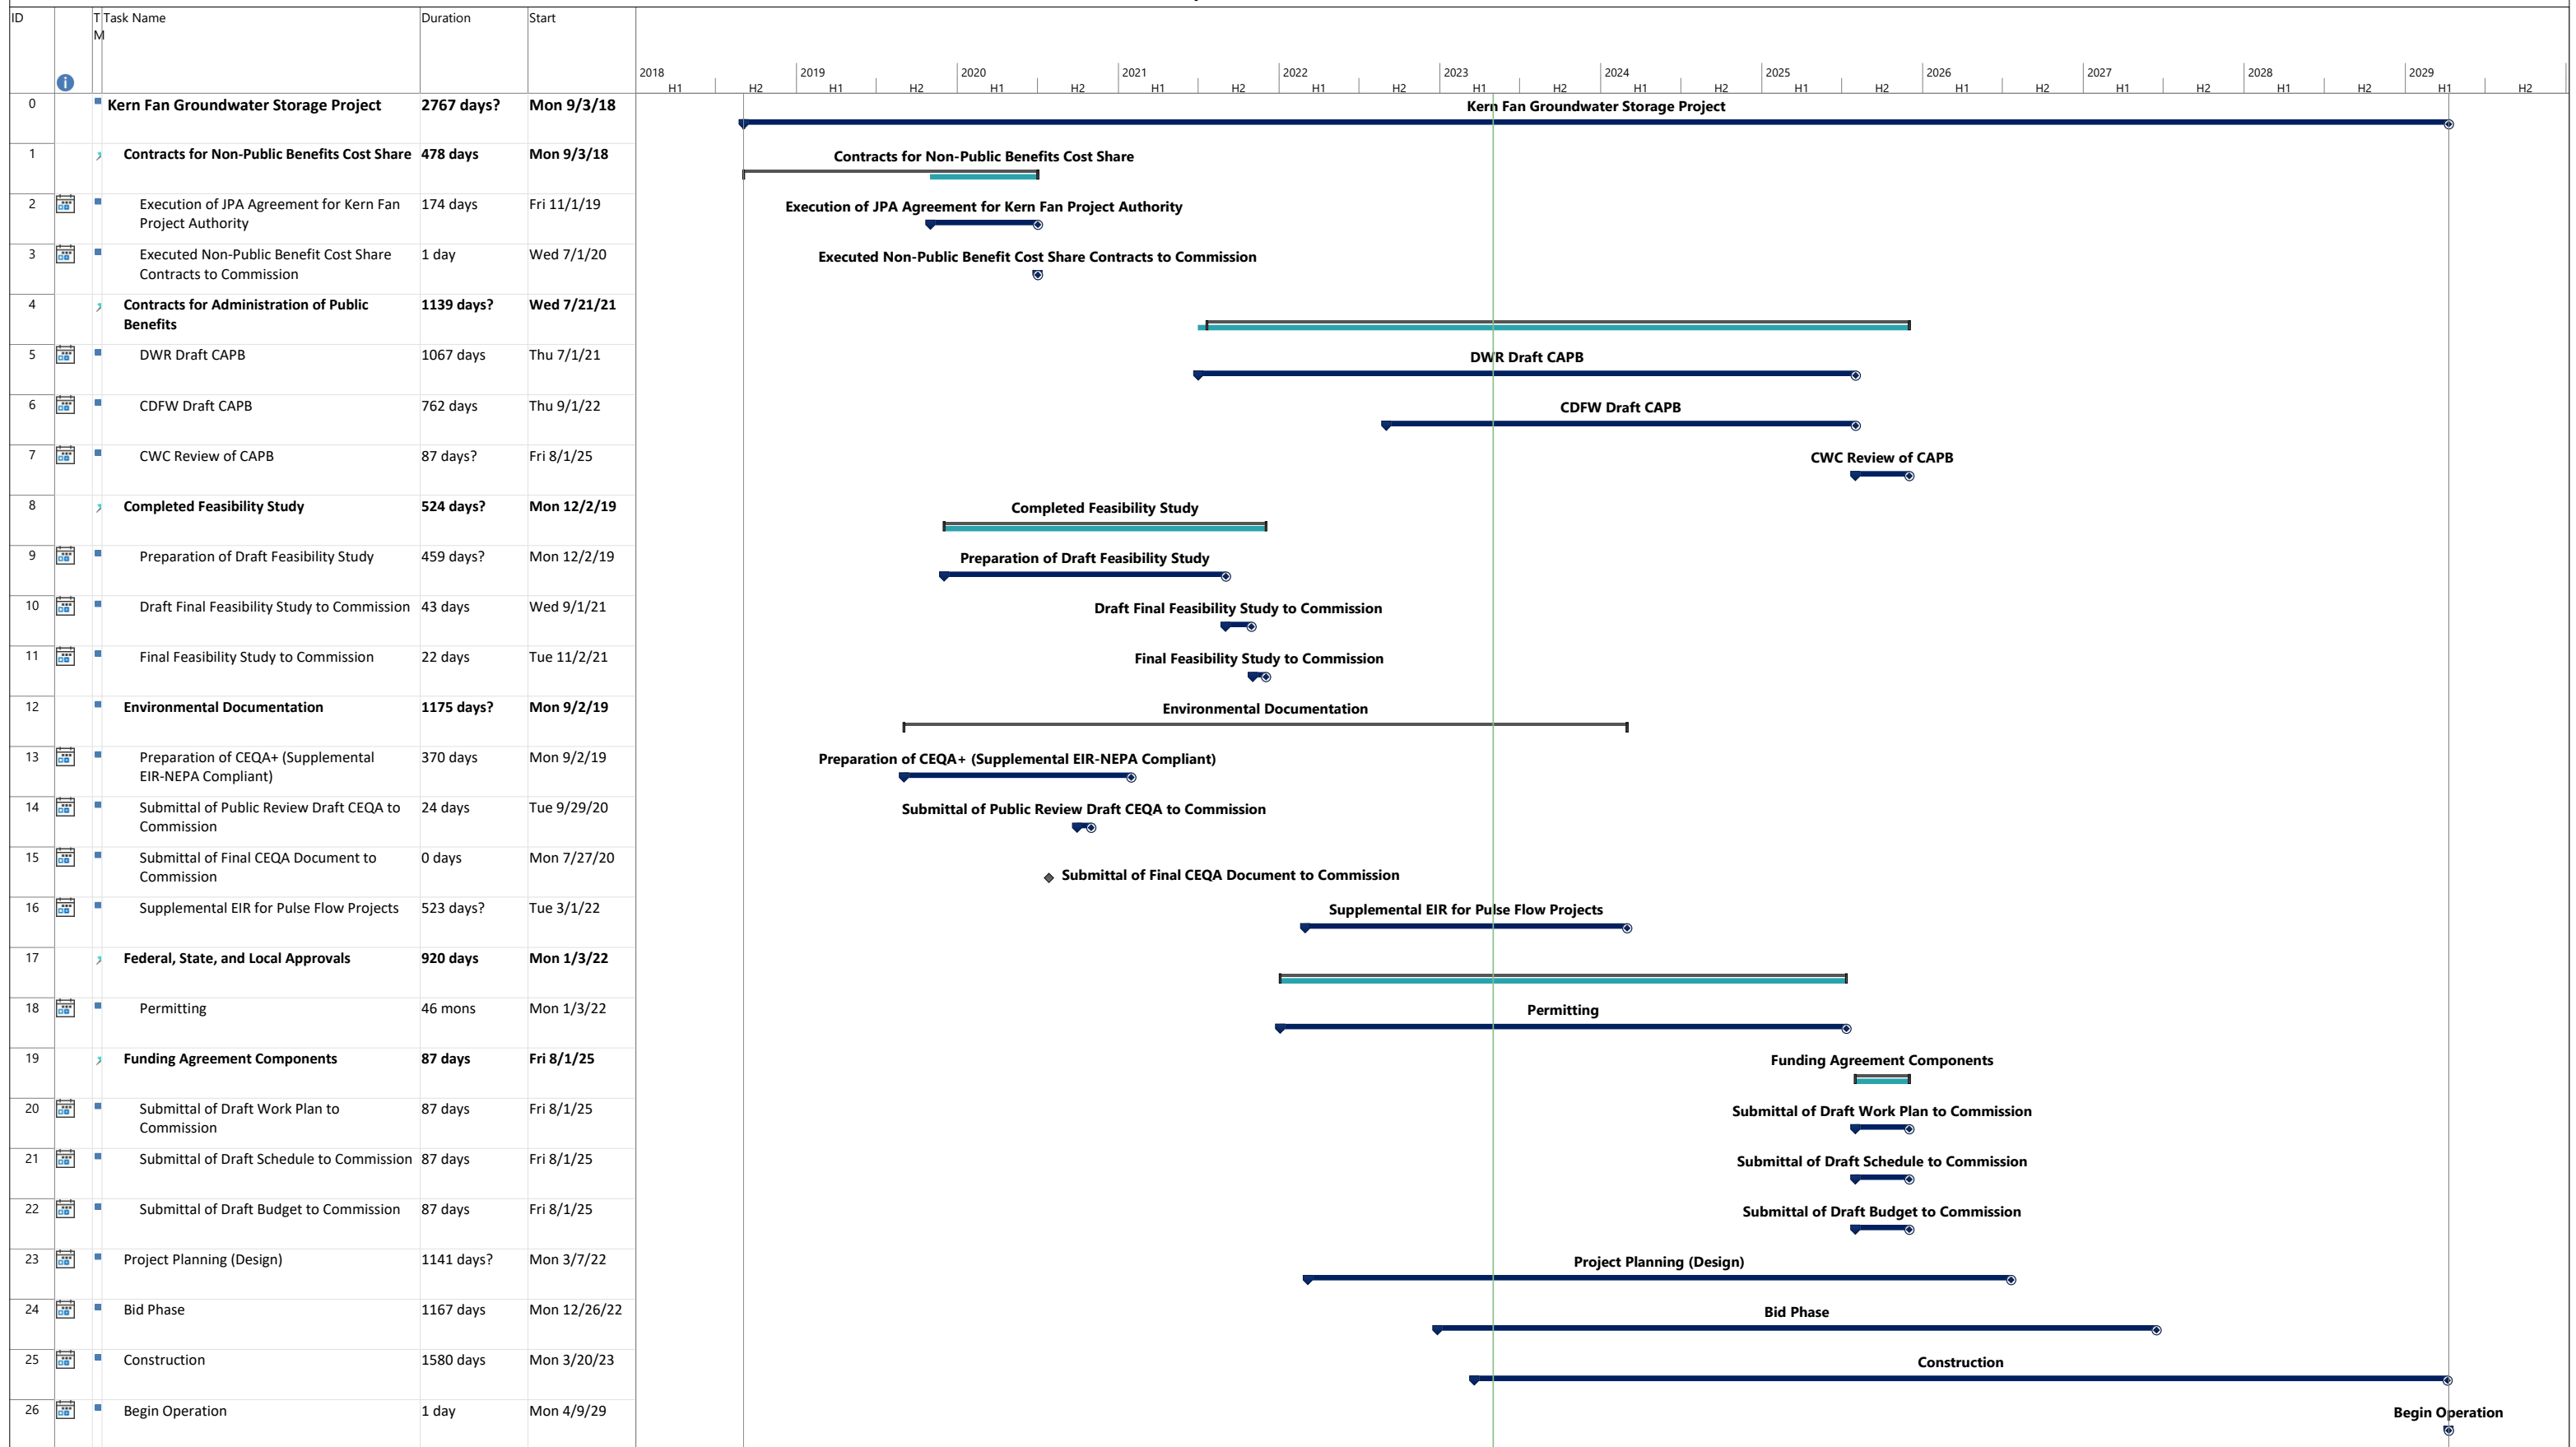 ID T M Task Name Duration Start
2018 2019 2020 2021 2022 2023 2024 2025 2026 2027 2028 2029
H1 H2 H1 H2 H1 H2 H1 H2 H1 H2 H1 H2 H1 H2 H1 H2 H1 H2 H1 H2 H1 H2 H1 H2
0 Kern Fan Groundwater Storage Project 2767 days? Mon 9/3/18
Kern Fan Groundwater Storage Project
1 Contracts for Non-Public Benefits Cost Share 478 days Mon 9/3/18
Contracts for Non-Public Benefits Cost Share
2 Execution of JPA Agreement for Kern Fan 174 days Fri 11/1/19
Project Authority
Execution of JPA Agreement for Kern Fan Project Authority
3 Executed Non-Public Benefit Cost Share 1 day Wed 7/1/20
Contracts to Commission
Executed Non-Public Benefit Cost Share Contracts to Commission
4 Contracts for Administration of Public 1139 days? Wed 7/21/21
Benefits
5 DWR Draft CAPB 1067 days Thu 7/1/21
DWR Draft CAPB
6 CDFW Draft CAPB 762 days Thu 9/1/22
CDFW Draft CAPB
7 CWC Review of CAPB 87 days? Fri 8/1/25
CWC Review of CAPB
8 Completed Feasibility Study 524 days? Mon 12/2/19
Completed Feasibility Study
9 Preparation of Draft Feasibility Study 459 days? Mon 12/2/19
Preparation of Draft Feasibility Study
10 Draft Final Feasibility Study to Commission 43 days Wed 9/1/21
Draft Final Feasibility Study to Commission
11 Final Feasibility Study to Commission 22 days Tue 11/2/21
Final Feasibility Study to Commission
12 Environmental Documentation 1175 days? Mon 9/2/19
Environmental Documentation
13 Preparation of CEQA+ (Supplemental 370 days Mon 9/2/19
EIR-NEPA Compliant)
Preparation of CEQA+ (Supplemental EIR-NEPA Compliant)
14 Submittal of Public Review Draft CEQA to 24 days Tue 9/29/20
Commission
Submittal of Public Review Draft CEQA to Commission
15 Submittal of Final CEQA Document to 0 days Mon 7/27/20
Commission
Submittal of Final CEQA Document to Commission
16 Supplemental EIR for Pulse Flow Projects 523 days? Tue 3/1/22
Supplemental EIR for Pulse Flow Projects
17 Federal, State, and Local Approvals 920 days Mon 1/3/22
18 Permitting 46 mons Mon 1/3/22
Permitting
19 Funding Agreement Components 87 days Fri 8/1/25
Funding Agreement Components
20 Submittal of Draft Work Plan to 87 days Fri 8/1/25
Commission
Submittal of Draft Work Plan to Commission
21 Submittal of Draft Schedule to Commission 87 days Fri 8/1/25
Submittal of Draft Schedule to Commission
22 Submittal of Draft Budget to Commission 87 days Fri 8/1/25
Submittal of Draft Budget to Commission
23 Project Planning (Design) 1141 days? Mon 3/7/22
Project Planning (Design)
24 Bid Phase 1167 days Mon 12/26/22
Bid Phase
25 Construction 1580 days Mon 3/20/23
Construction
26 Begin Operation 1 day Mon 4/9/29
Begin Operation